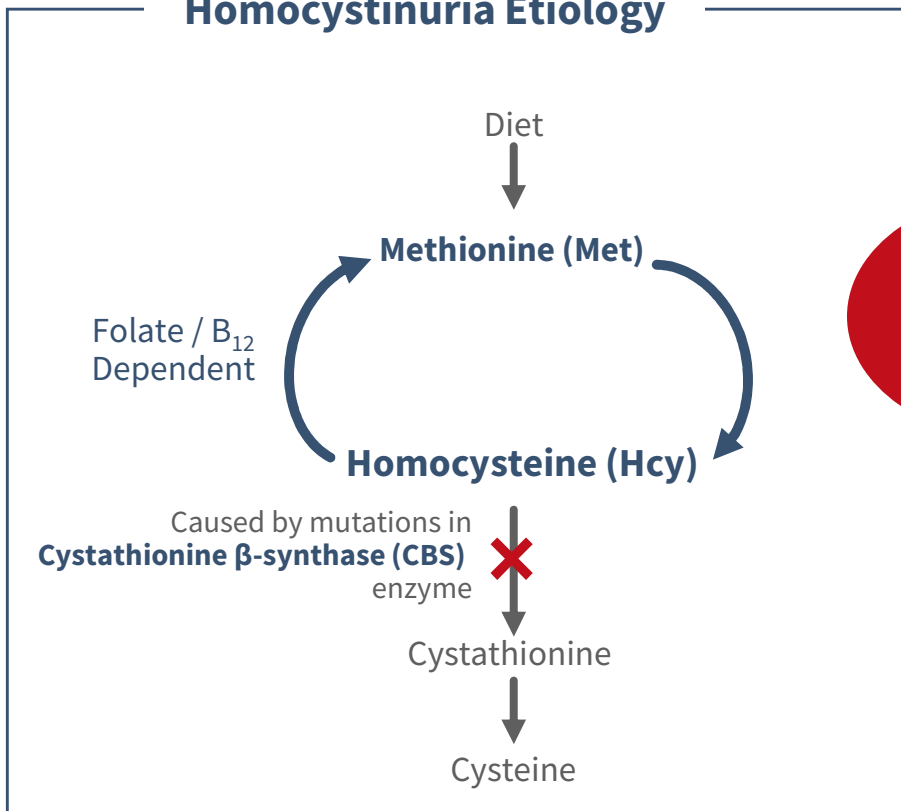 Homocystinuria Etiology
Diet
Methionine (Met)
Folate / B₁₂
Dependent
Homocysteine (Hcy)
Caused by mutations in
Cystathionine β-synthase (CBS)
enzyme
Cystathionine
Cysteine